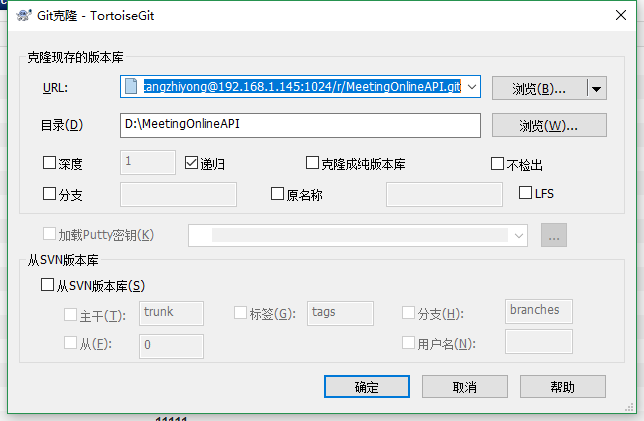 Git克隆 - TortoiseGit
克隆现存的版本库
URL: tangzhiyong@192.168.1.145:1024/r/MeetingOnlineAPI.git 浏览(B)...
目录(D) D:\MeetingOnlineAPI 浏览(W)...
深度 1 递归 克隆成纯版本库 不检出
分支 原名称 LFS
加载Putty密钥(K) ...
从SVN版本库
从SVN版本库(S)
主干(T): trunk 标签(G): tags 分支(H): branches
从(F): 0 用户名(N):
确定 取消 帮助